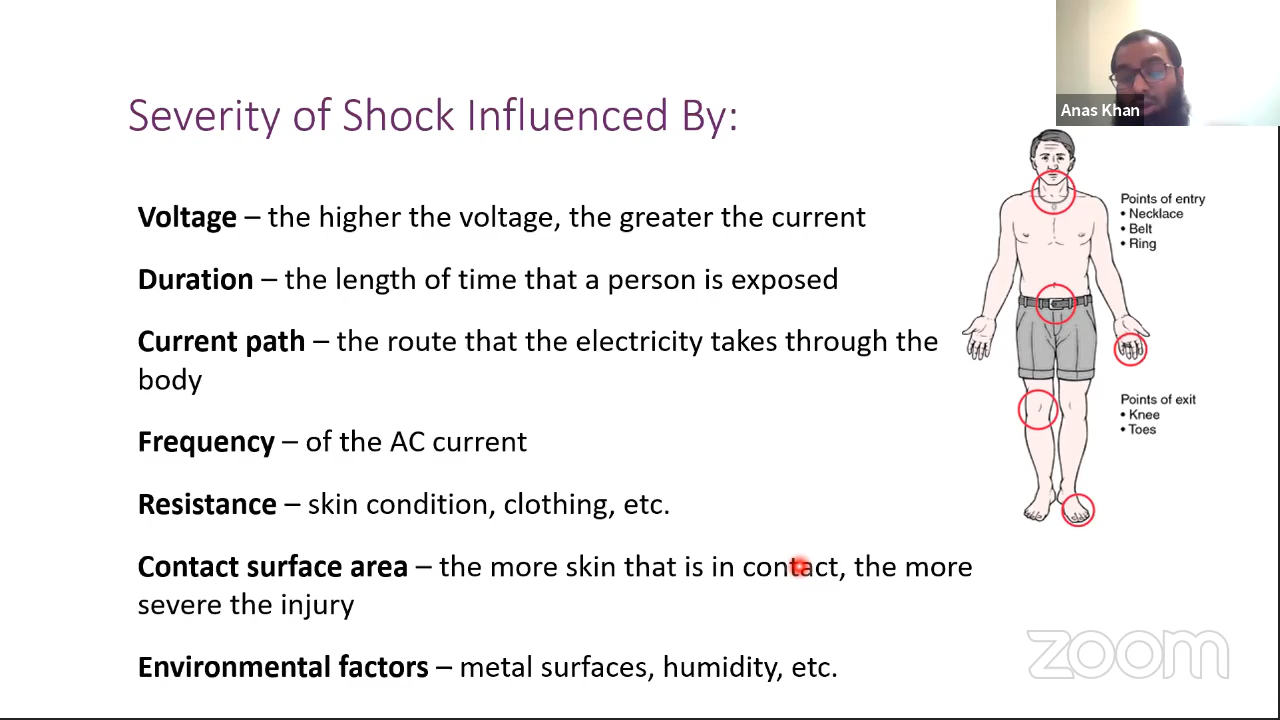 Severity of Shock Influenced By:
Anas Khan
Voltage – the higher the voltage, the greater the current
Duration – the length of time that a person is exposed
Current path – the route that the electricity takes through the
body
Frequency – of the AC current
Resistance – skin condition, clothing, etc.
Contact surface area – the more skin that is in contact, the more
severe the injury
Environmental factors – metal surfaces, humidity, etc.
Points of entry
• Necklace
• Belt
• Ring
Points of exit
• Knee
• Toes
zoom